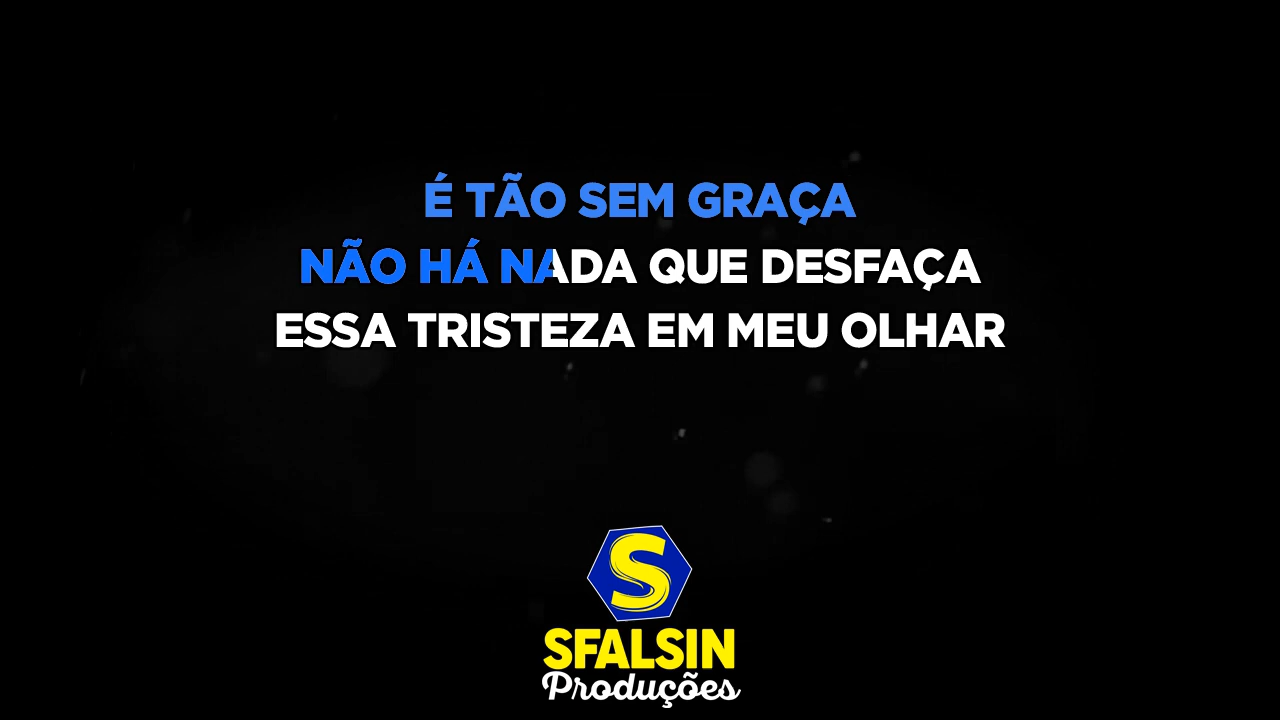 É TÃO SEM GRAÇA
NÃO HÁ NADA QUE DESFAÇA
ESSA TRISTEZA EM MEU OLHAR
S
SFALSIN
Produções